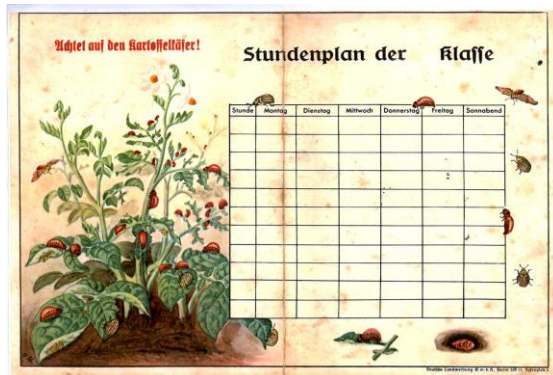 Achtet auf den Kartoffelkäfer!
Stundenplan der Klasse
Stunde Montag Dienstag Mittwoch Donnerstag Freitag Sonnabend